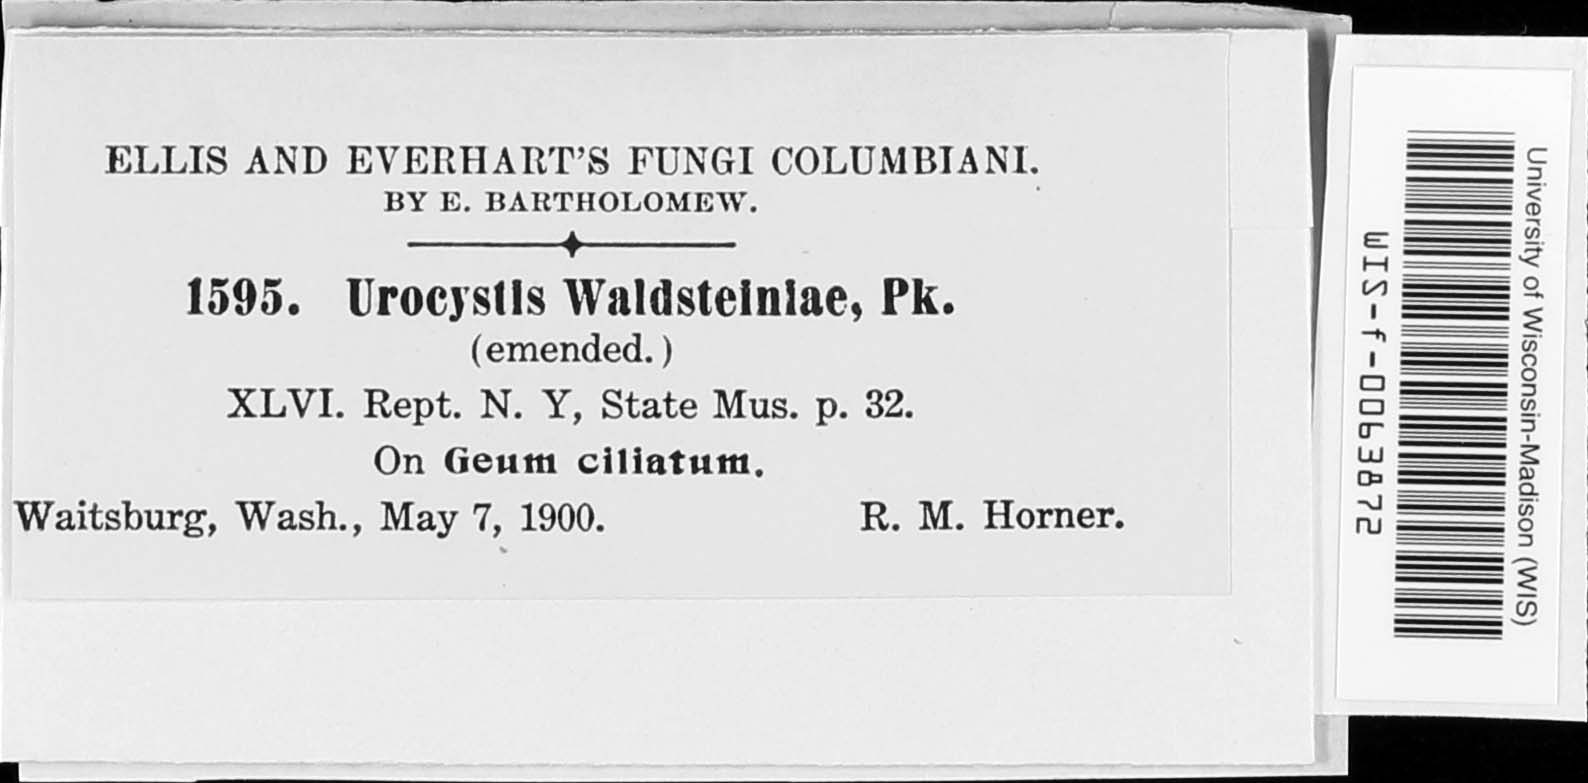 ELLIS AND EVERHART'S FUNGI COLUMBIANI.
BY E. BARTHOLOMEW.
1595. Urocystis Waldsteiniae, Pk.
(emended.)
XLVI. Rept. N. Y, State Mus. p. 32.
On Geum ciliatum.
Waitsburg, Wash., May 7, 1900. R. M. Horner.
University of Wisconsin-Madison (WIS)
WIS-f-0063872